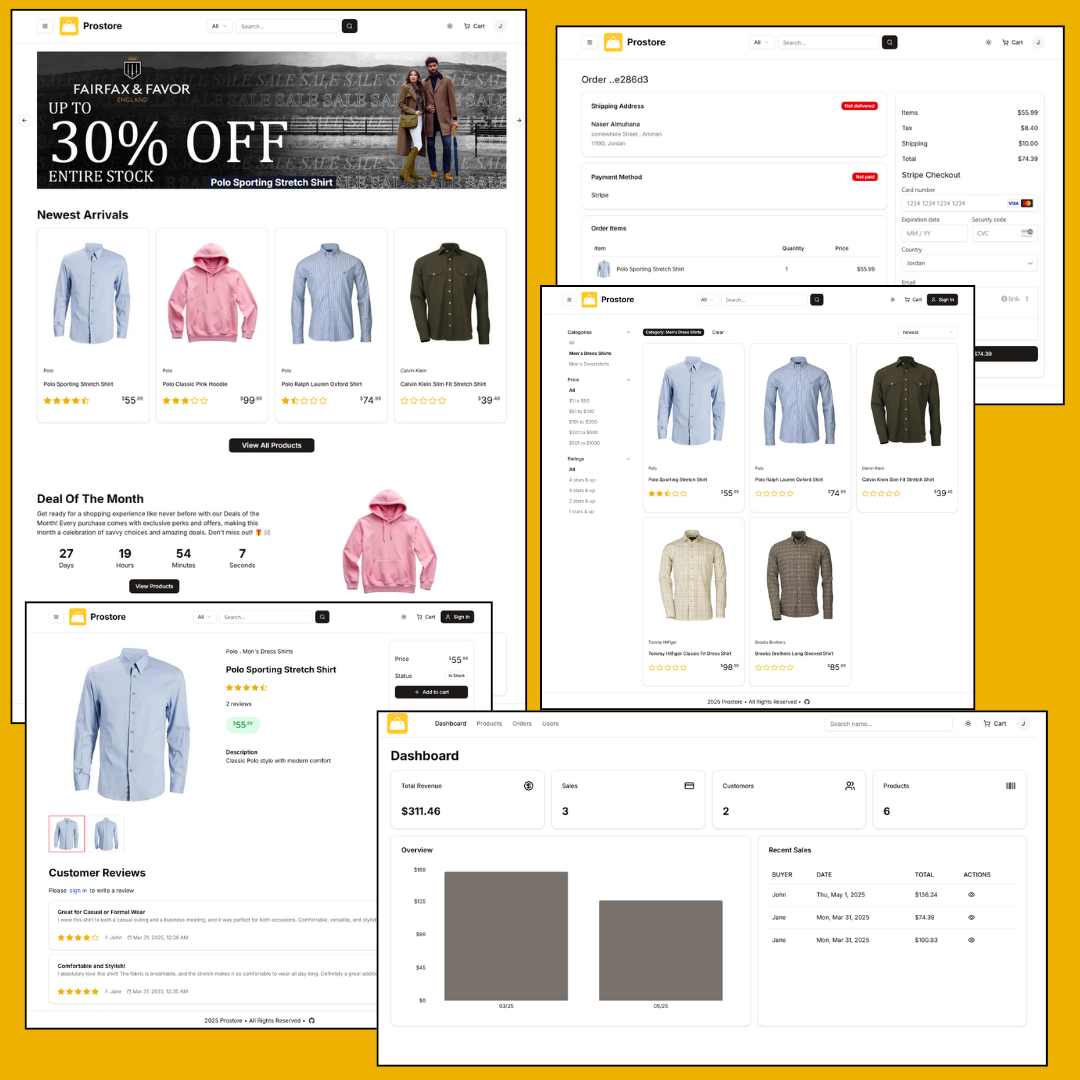 Prostore
All
Search...
Cart
J
FAIRFAX & FAVOR
ENGLAND
UP TO
30% OFF
ENTIRE STOCK
SALE SALE SALE SALE SALE
Polo Sporting Stretch Shirt
Newest Arrivals
Polo
Polo Sporting Stretch Shirt
$55.99
Polo
Polo Classic Pink Hoodie
$99.99
Polo
Polo Ralph Lauren Oxford Shirt
$74.99
Calvin Klein
Calvin Klein Slim Fit Stretch Shirt
$39.49
View All Products
Deal Of The Month
Get ready for a shopping experience like never before with our Deals of the
Month! Every purchase comes with exclusive perks and offers, making this
month a celebration of savvy choices and amazing deals. Don't miss out! 🎁🛒
27 19 54 7
Days Hours Minutes Seconds
View Products
Prostore
All
Search...
Cart
J
Order ..e286d3
Shipping Address
Not delivered
Naser Almuhana
somewhere Street , Amman
11990, Jordan
Payment Method
Not paid
Stripe
Order Items
Item Quantity Price
Polo Sporting Stretch Shirt 1 $55.99
Items $55.99
Tax $8.40
Shipping $10.00
Total $74.39
Stripe Checkout
Card number
1234 1234 1234 1234 VISA
Expiration date Security code
MM / YY CVC
Country
Jordan
Email
link
$74.39
Prostore
All
Search...
Cart
Sign In
Categories
All
Men's Dress Shirts
Men's Sweatshirts
Price
All
$1 to $50
$51 to $100
$101 to $200
$201 to $500
$501 to $1000
Ratings
All
4 stars & up
3 stars & up
2 stars & up
1 stars & up
Category: Men's Dress Shirts Clear
newest
Polo
Polo Sporting Stretch Shirt
$55.99
Polo
Polo Ralph Lauren Oxford Shirt
$74.99
Calvin Klein
Calvin Klein Slim Fit Stretch Shirt
$39.49
Tommy Hilfiger
Tommy Hilfiger Classic Fit Dress Shirt
$98.99
Brooks Brothers
Brooks Brothers Long Sleeved Shirt
$85.99
2025 Prostore • All Rights Reserved •
Prostore
All
Search...
Cart
Sign In
Polo . Men's Dress Shirts
Polo Sporting Stretch Shirt
2 reviews
$55.99
Description
Classic Polo style with modern comfort
Price $55.99
Status In Stock
+ Add to cart
Customer Reviews
Please sign in to write a review
Great for Casual or Formal Wear
I wore this shirt to both a casual outing and a business meeting, and it was perfect for both occasions. Comfortable, versatile, and stylish
John Mar 31, 2025, 12:36 AM
Comfortable and Stylish!
I absolutely love this shirt! The fabric is breathable, and the stretch makes it so comfortable to wear all day long. Definitely a great
Jane Mar 31, 2025, 12:35 AM
2025 Prostore • All Rights Reserved •
Dashboard Products Orders Users
Search name...
Cart
J
Dashboard
Total Revenue
$311.46
Sales
3
Customers
2
Products
6
Overview
$180
$135
$90
$45
$0
03/25 05/25
Recent Sales
BUYER DATE TOTAL ACTIONS
John Thu, May 1, 2025 $136.24
Jane Mon, Mar 31, 2025 $74.39
Jane Mon, Mar 31, 2025 $100.83